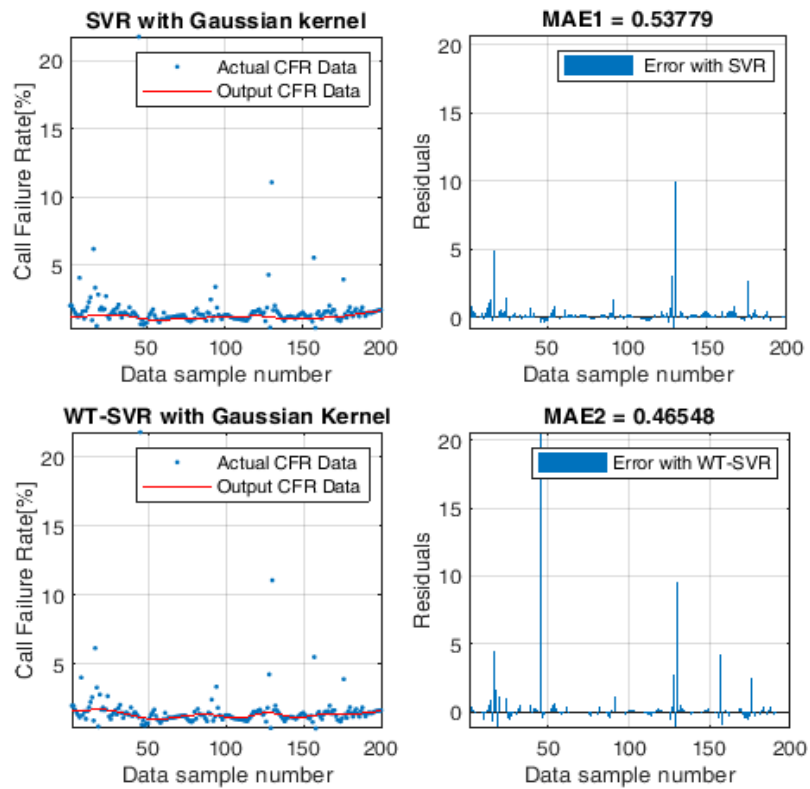 SVR with Gaussian kernel
Call Failure Rate[%]
20
15
10
5
Actual CFR Data
Output CFR Data
50
100
150
200
Data sample number
MAE1 = 0.53779
Residuals
20
15
10
5
0
Error with SVR
50
100
150
200
Data sample number
WT-SVR with Gaussian Kernel
Call Failure Rate[%]
20
15
10
5
Actual CFR Data
Output CFR Data
50
100
150
200
Data sample number
MAE2 = 0.46548
Residuals
20
15
10
5
0
Error with WT-SVR
50
100
150
200
Data sample number